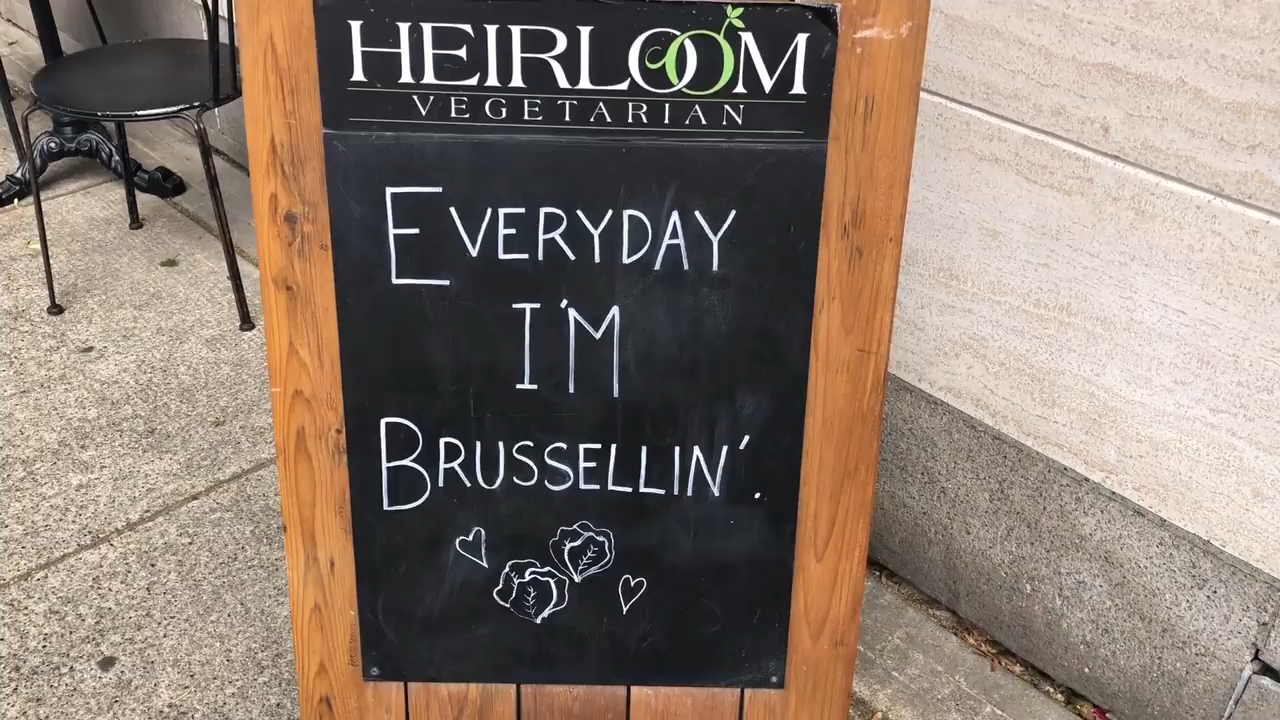 HEIRLOOM
VEGETARIAN
EVERYDAY
I'M
BRUSSELLIN'.